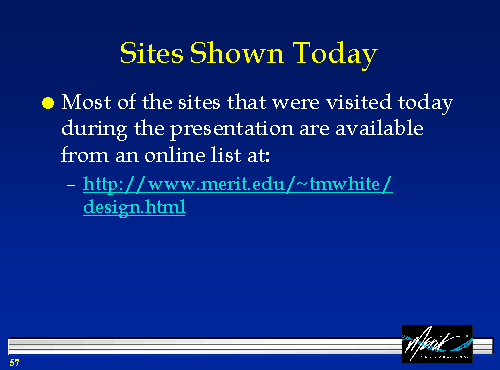 Sites Shown Today
Most of the sites that were visited today
during the presentation are available
from an online list at:
– http://www.merit.edu/~tmwhite/
design.html
Merit
57